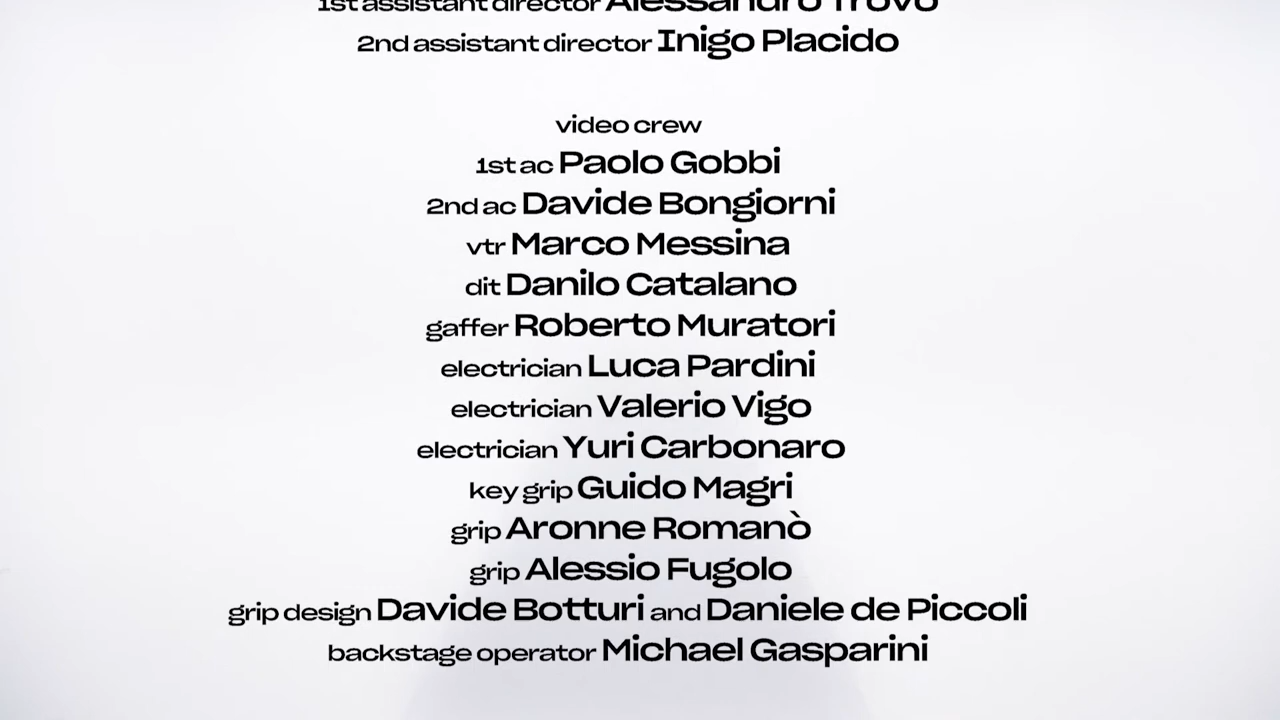 1st assistant director Alessandro Trovo
2nd assistant director Inigo Placido
video crew
1st ac Paolo Gobbi
2nd ac Davide Bongiorni
vtr Marco Messina
dit Danilo Catalano
gaffer Roberto Muratori
electrician Luca Pardini
electrician Valerio Vigo
electrician Yuri Carbonaro
key grip Guido Magri
grip Aronne Romanò
grip Alessio Fugolo
grip design Davide Botturi and Daniele de Piccoli
backstage operator Michael Gasparini